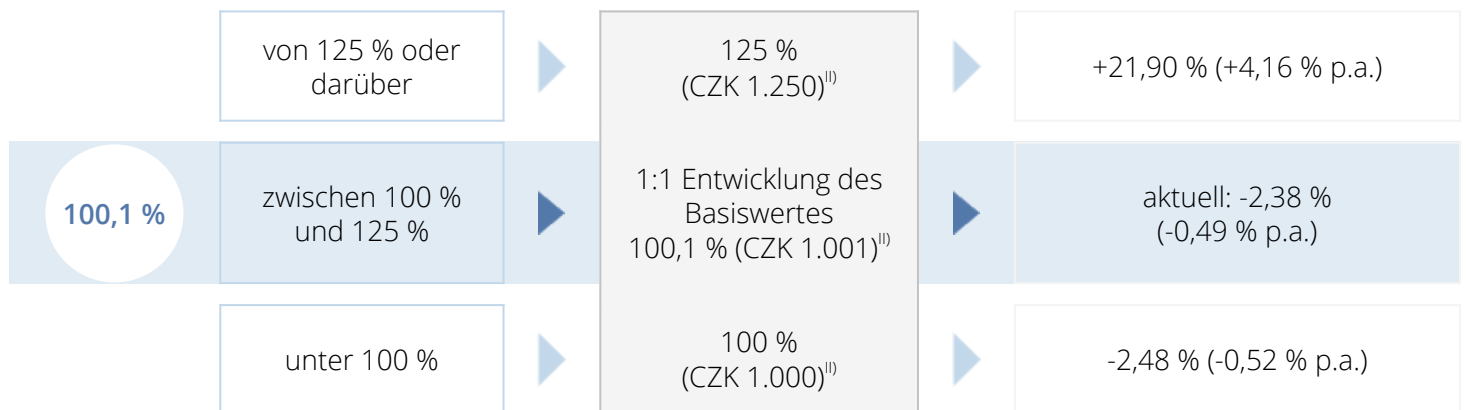 von 125 % oder
darüber
125 %
(CZK 1.250)II)
+21,90 % (+4,16 % p.a.)
100,1 %
zwischen 100 %
und 125 %
1:1 Entwicklung des
Basiswertes
100,1 % (CZK 1.001)II)
aktuell: -2,38 %
(-0,49 % p.a.)
unter 100 %
100 %
(CZK 1.000)II)
-2,48 % (-0,52 % p.a.)